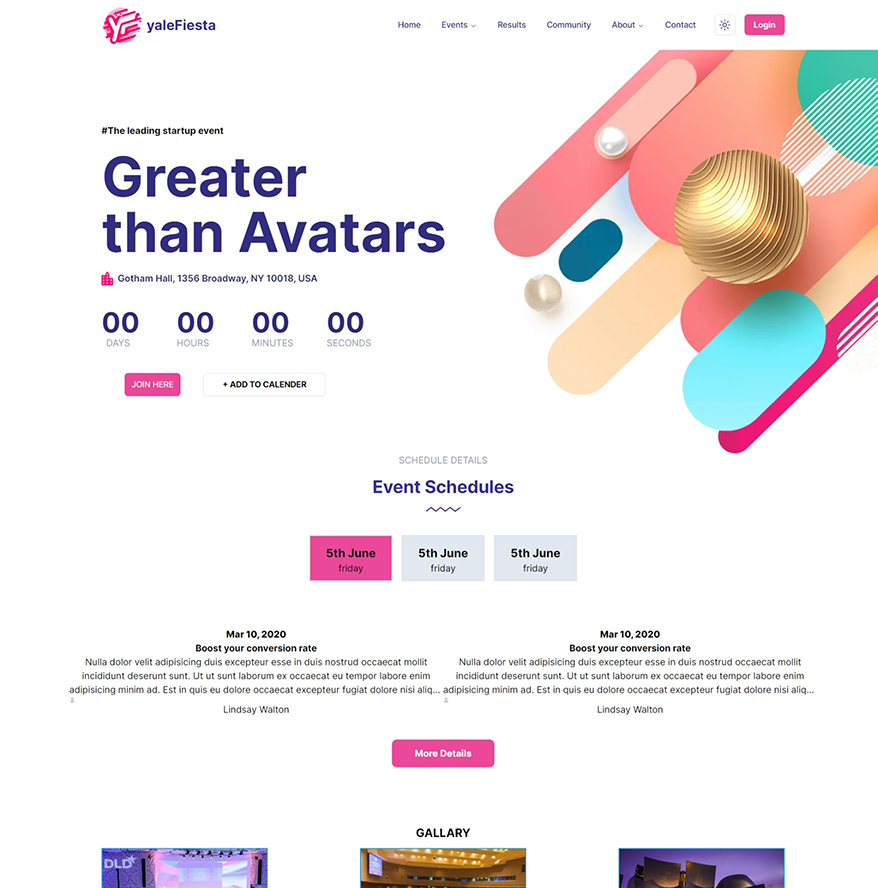 yaleFiesta
Home Events Results Community About Contact Login
#The leading startup event
Greater
than Avatars
Gotham Hall, 1356 Broadway, NY 10018, USA
00 00 00 00
DAYS HOURS MINUTES SECONDS
JOIN HERE + ADD TO CALENDER
SCHEDULE DETAILS
Event Schedules
5th June 5th June 5th June
friday friday friday
Mar 10, 2020
Boost your conversion rate
Nulla dolor velit adipisicing duis excepteur esse in duis nostrud occaecat mollit
incididunt deserunt sunt. Ut ut sunt laborum ex occaecat eu tempor labore enim
adipisicing minim ad. Est in quis eu dolore occaecat excepteur fugiat dolore nisi aliq...
Lindsay Walton
Mar 10, 2020
Boost your conversion rate
Nulla dolor velit adipisicing duis excepteur esse in duis nostrud occaecat mollit
incididunt deserunt sunt. Ut ut sunt laborum ex occaecat eu tempor labore enim
adipisicing minim ad. Est in quis eu dolore occaecat excepteur fugiat dolore nisi aliq...
Lindsay Walton
More Details
GALLARY
DLD